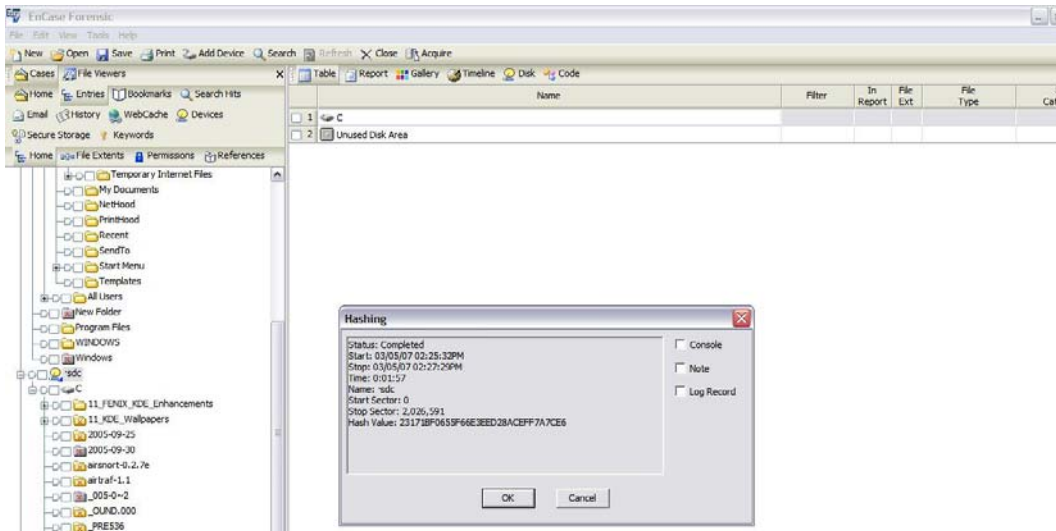 EnCase Forensic
File Edit View Tools Help
New Open Save Print Add Device Search Refresh Close Acquire
Cases File Viewers
Table Report Gallery Timeline Disk Code
Home Entries Bookmarks Search Hits
Email History WebCache Devices
Secure Storage Keywords
Home File Extents Permissions References
Name Filter In Report File Ext File Type
1 C
2 Unused Disk Area
Temporary Internet Files
My Documents
NetHood
PrintHood
Recent
SendTo
Start Menu
Templates
All Users
New Folder
Program Files
WINDOWS
Windows
sdc
C
11_FENIX_KDE_Enhancements
11_KDE_Wallpapers
2005-09-25
2005-09-30
airsnort-0.2.7e
airtraf-1.1
_005-0~2
_OUND.000
_PRE536
Hashing
Status: Completed
Start: 03/05/07 02:25:32PM
Stop: 03/05/07 02:27:29PM
Time: 0:01:57
Name: sdc
Start Sector: 0
Stop Sector: 2,026,591
Hash Value: 23171BF0655F66E3EED28ACEFF7A7CE6
Console
Note
Log Record
OK Cancel